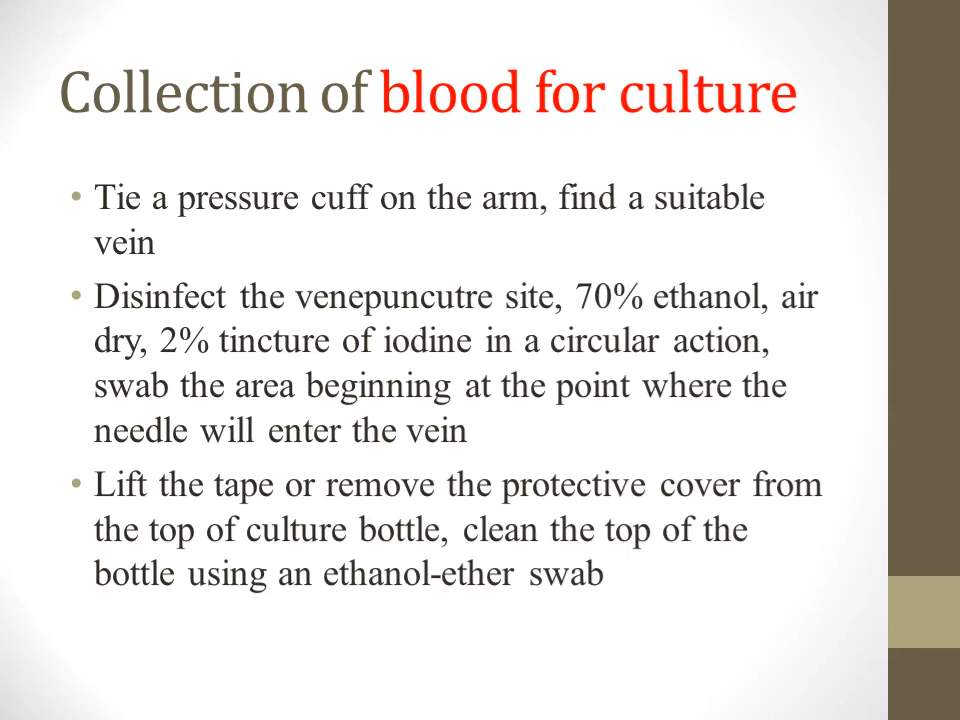 Collection of blood for culture
• Tie a pressure cuff on the arm, find a suitable
vein
• Disinfect the venepuncutre site, 70% ethanol, air
dry, 2% tincture of iodine in a circular action,
swab the area beginning at the point where the
needle will enter the vein
• Lift the tape or remove the protective cover from
the top of culture bottle, clean the top of the
bottle using an ethanol-ether swab